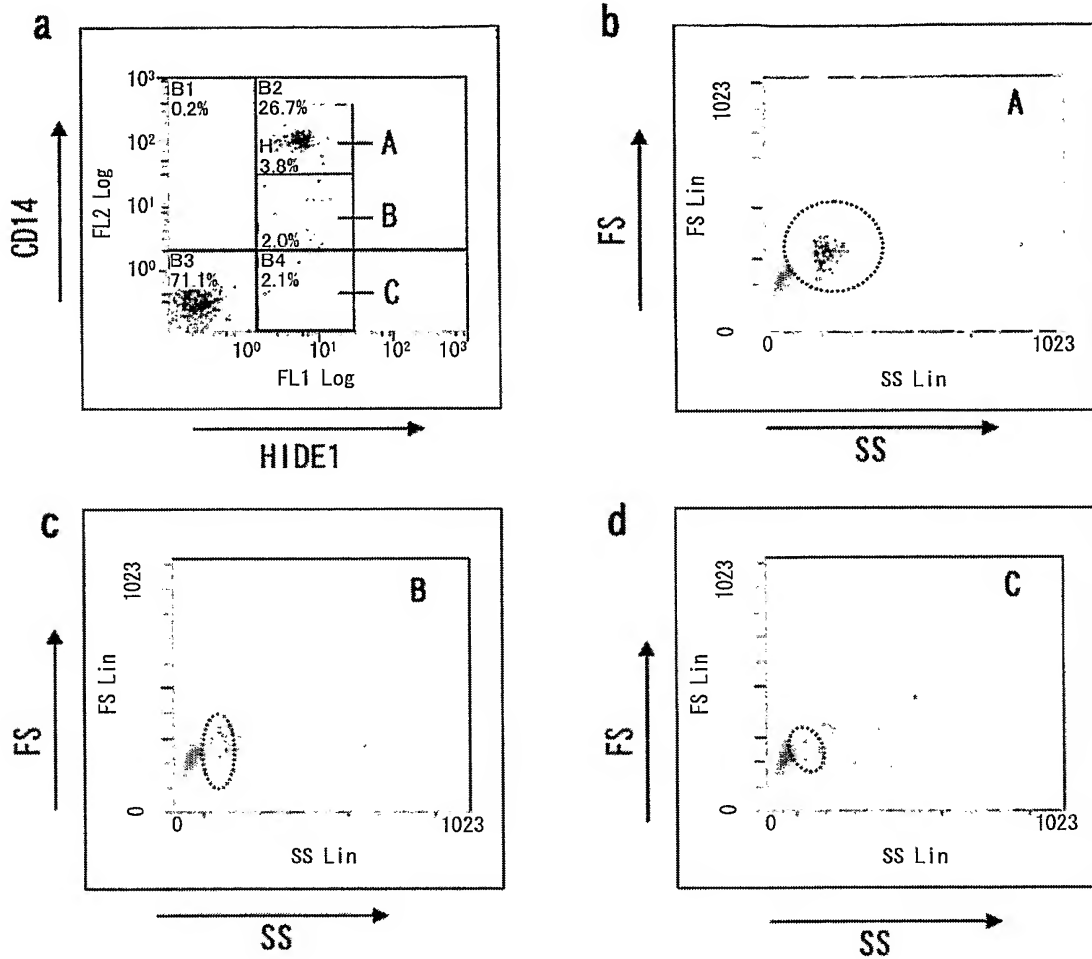 a
CD14
FL2 Log
10³
10²
10¹
10⁰
B1
0.2%
B2
26.7%
3.8%
2.0%
B3
71.1%
B4
2.1%
A
B
C
10⁰ 10¹ 10² 10³
FL1 Log
HIDE1
b
A
FS
FS Lin
1023
0
0 1023
SS Lin
SS
c
B
FS
FS Lin
1023
0
0 1023
SS Lin
SS
d
C
FS
FS Lin
1023
0
0 1023
SS Lin
SS